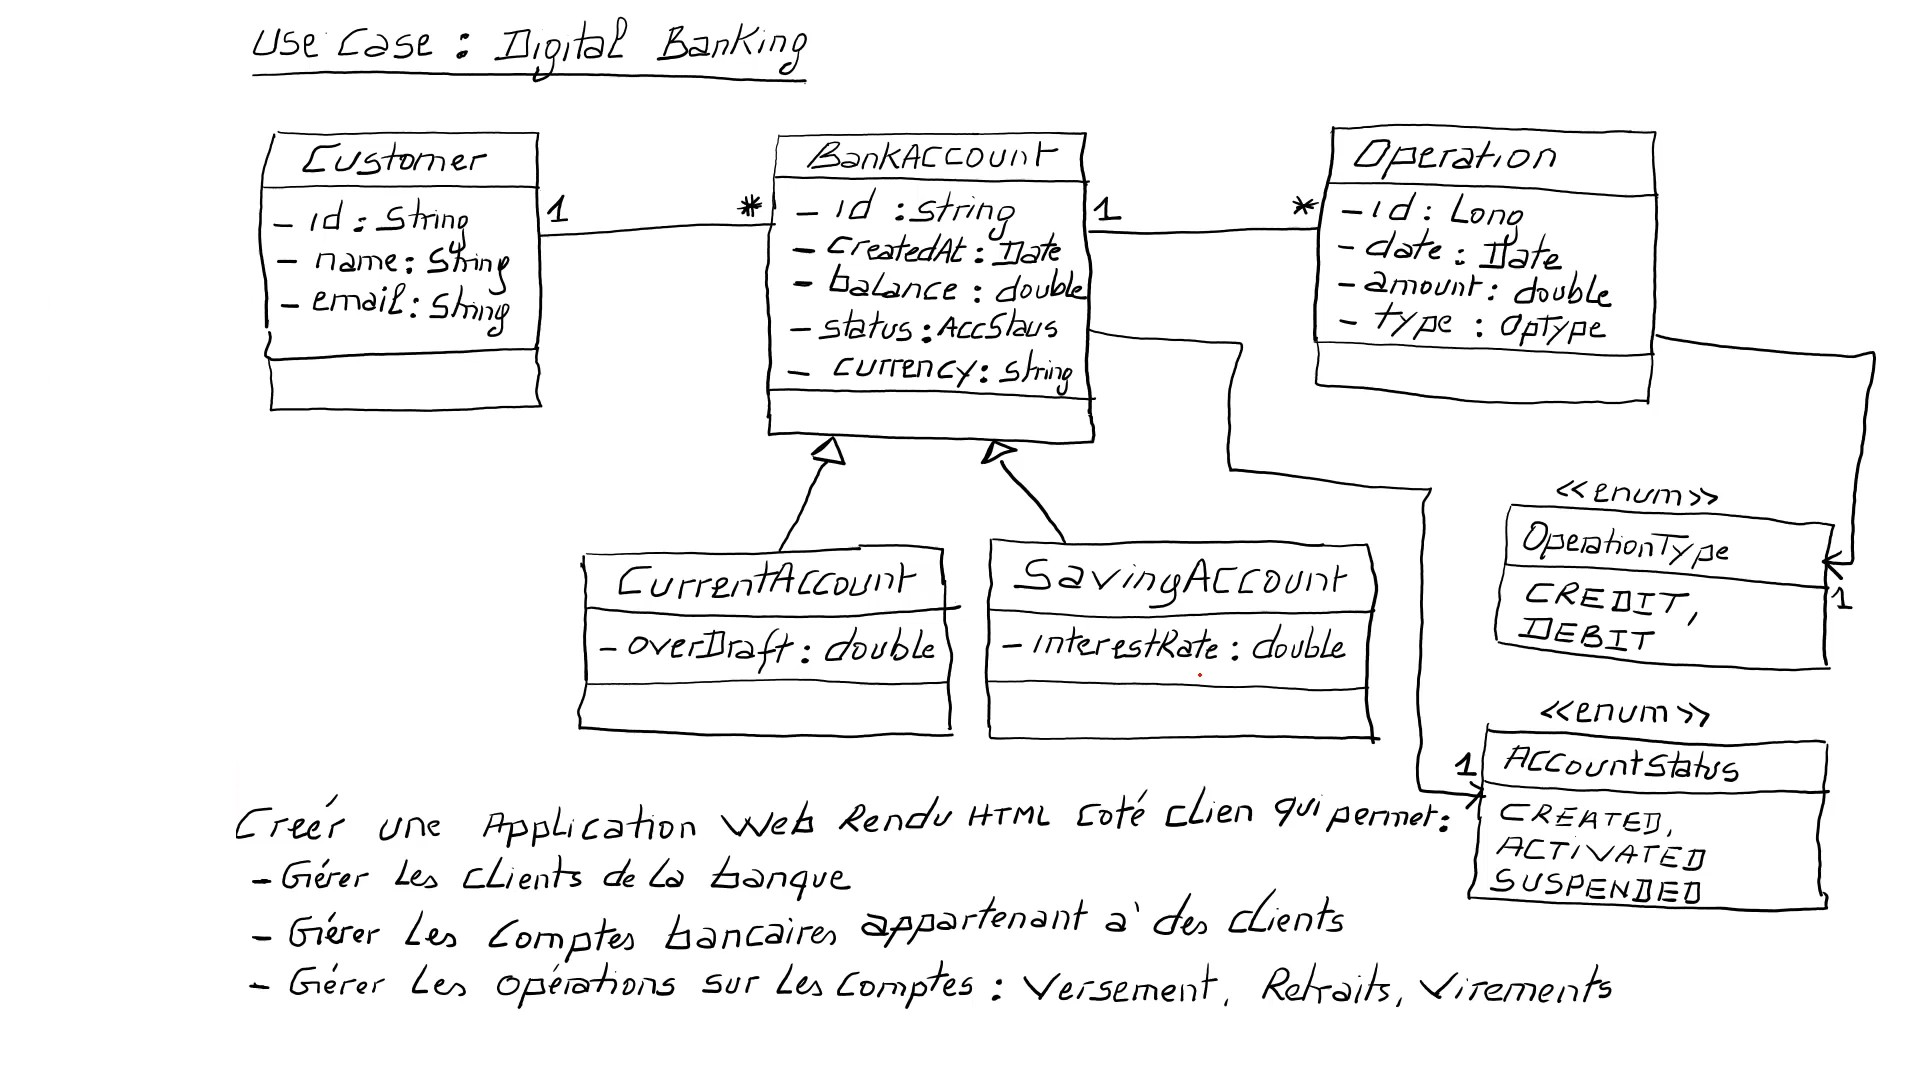 Use Case : Digital Banking
Customer
- id : String
- name : String
- email : String
1
*
BankAccount
- id : String
- createdAt : Date
- balance : double
- status : AccStaus
- currency : String
1
*
Operation
- id : Long
- date : Date
- amount : double
- type : OpType
CurrentAccount
- overDraft : double
SavingAccount
- interestRate : double
<<enum>>
OperationType
CREDIT,
DEBIT
1
<<enum>>
1
AccountStatus
CREATED,
ACTIVATED
SUSPENDED
Creér une Application Web Rendu HTML Coté Clien qui permet :
- Gérer Les clients de la banque
- Gérer Les Comptes bancaires appartenant à des clients
- Gérer Les opérations sur Les Comptes : Versement, Retraits, Virements